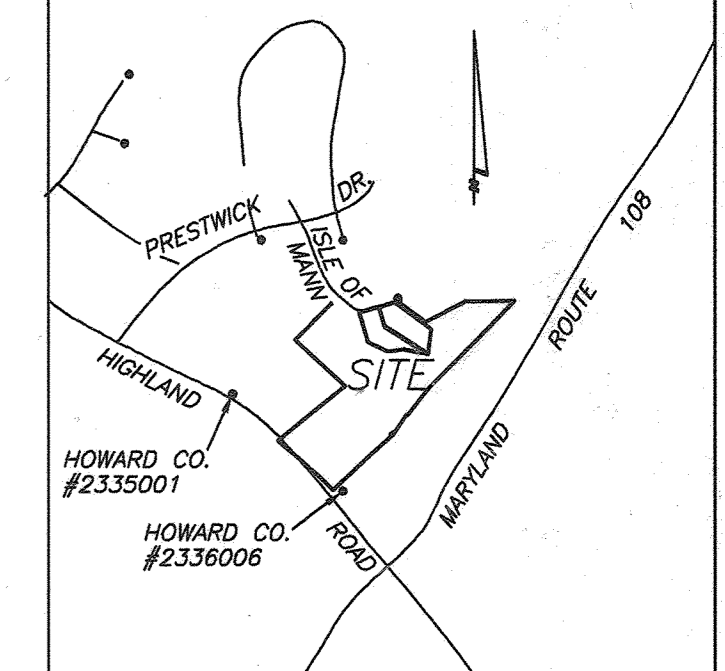 PRESTWICK DR.
ISLE OF
MANN
108
ROUTE
MARYLAND
HIGHLAND
SITE
HOWARD CO.
#2335001
HOWARD CO.
#2336006
ROAD
N